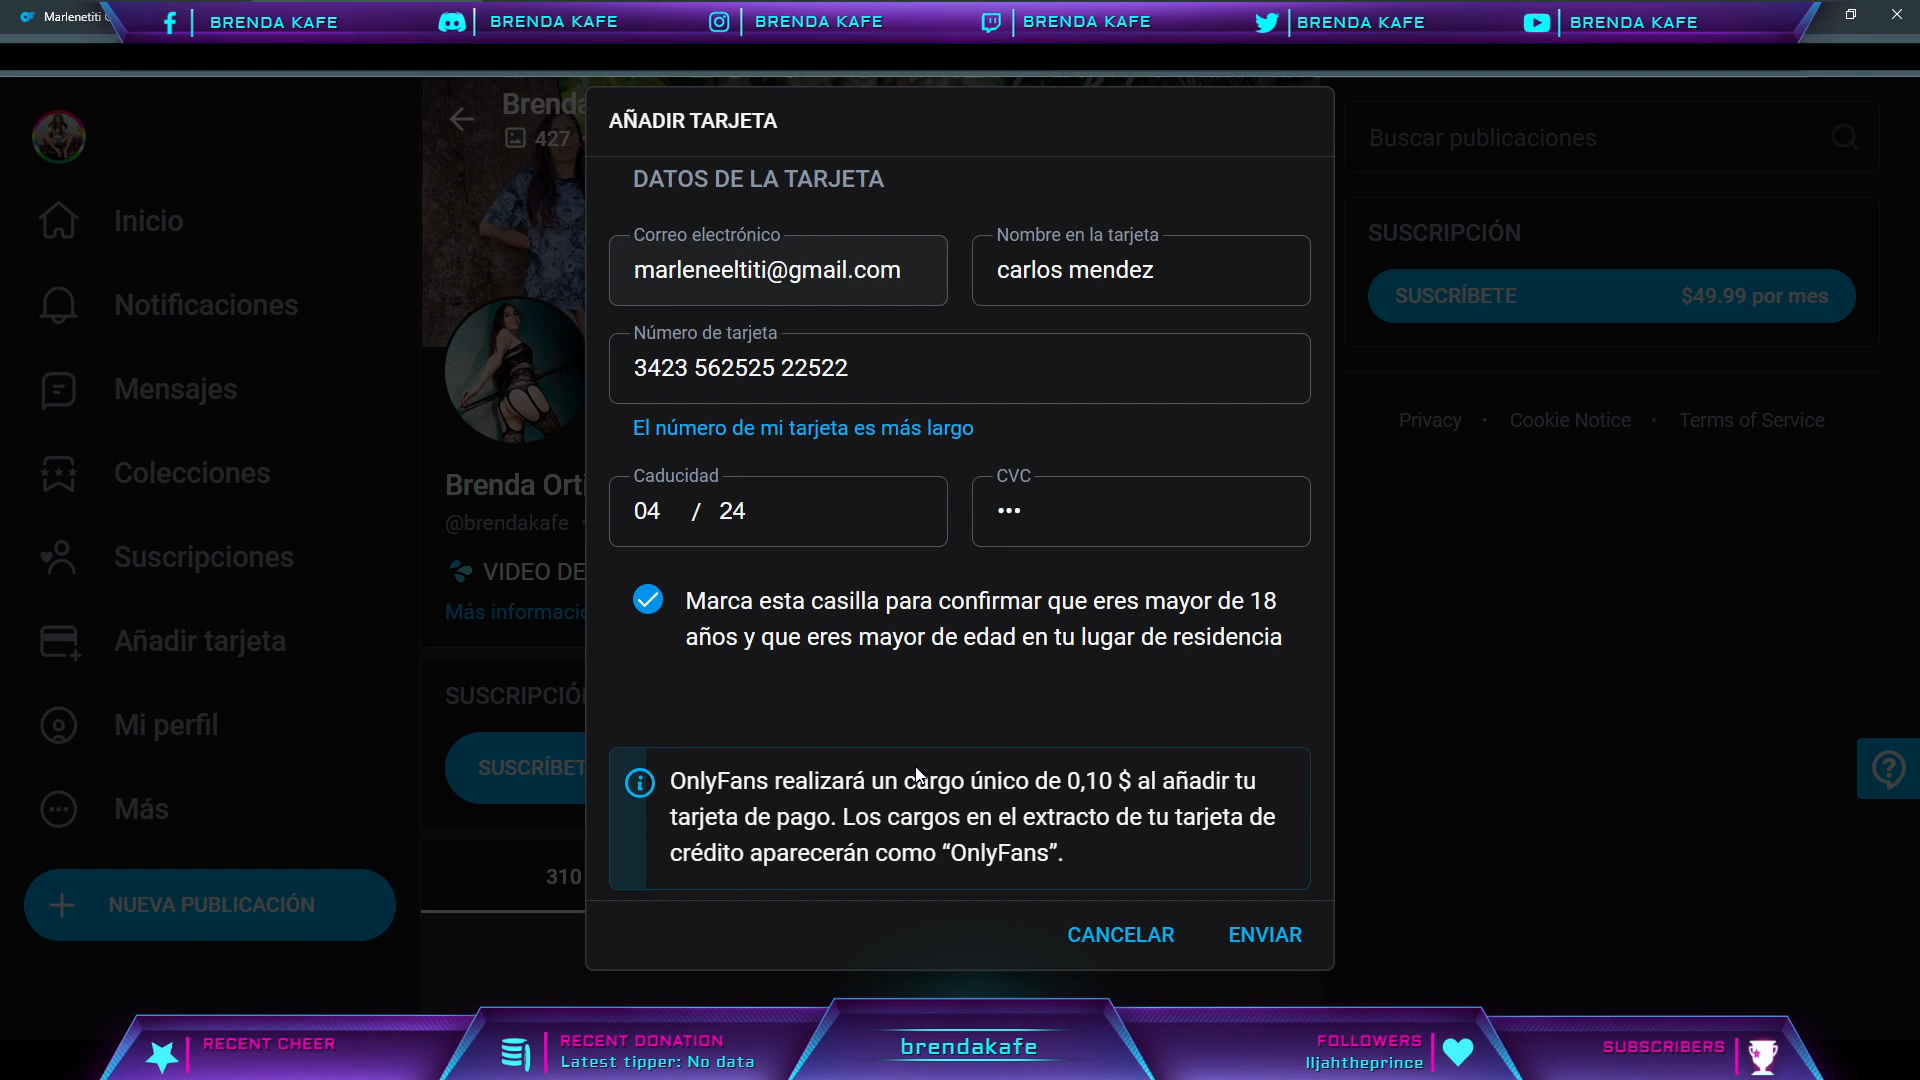 Marlenetiti
BRENDA KAFE
BRENDA KAFE
BRENDA KAFE
BRENDA KAFE
BRENDA KAFE
BRENDA KAFE
Inicio
Notificaciones
Mensajes
Colecciones
Suscripciones
Añadir tarjeta
Mi perfil
Más
NUEVA PUBLICACIÓN
Brenda
427
Brenda Orti
@brendakafe
VIDEO DE
Más informació
SUSCRIPCIÓN
SUSCRÍBET
310
AÑADIR TARJETA
DATOS DE LA TARJETA
Correo electrónico
marleneeltiti@gmail.com
Nombre en la tarjeta
carlos mendez
Número de tarjeta
3423 562525 22522
El número de mi tarjeta es más largo
Caducidad
04 / 24
CVC
•••
Marca esta casilla para confirmar que eres mayor de 18
años y que eres mayor de edad en tu lugar de residencia
OnlyFans realizará un cargo único de 0,10 $ al añadir tu
tarjeta de pago. Los cargos en el extracto de tu tarjeta de
crédito aparecerán como “OnlyFans”.
CANCELAR
ENVIAR
Buscar publicaciones
SUSCRIPCIÓN
SUSCRÍBETE
$49.99 por mes
Privacy · Cookie Notice · Terms of Service
RECENT CHEER
RECENT DONATION
Latest tipper: No data
brendakafe
FOLLOWERS
SUBSCRIBERS